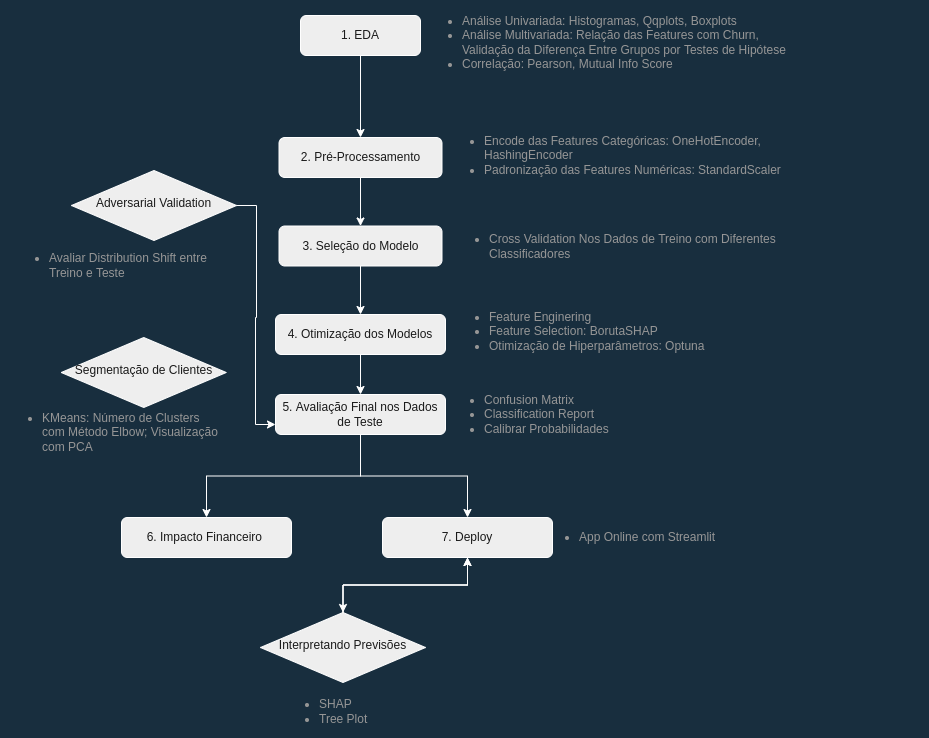 1. EDA
• Análise Univariada: Histogramas, Qqplots, Boxplots
• Análise Multivariada: Relação das Features com Churn,
Validação da Diferença Entre Grupos por Testes de Hipótese
• Correlação: Pearson, Mutual Info Score
2. Pré-Processamento
• Encode das Features Categóricas: OneHotEncoder,
HashingEncoder
• Padronização das Features Numéricas: StandardScaler
Adversarial Validation
• Avaliar Distribution Shift entre
Treino e Teste
3. Seleção do Modelo
• Cross Validation Nos Dados de Treino com Diferentes
Classificadores
4. Otimização dos Modelos
• Feature Enginering
• Feature Selection: BorutaSHAP
• Otimização de Hiperparâmetros: Optuna
Segmentação de Clientes
• KMeans: Número de Clusters
com Método Elbow; Visualização
com PCA
5. Avaliação Final nos Dados
de Teste
• Confusion Matrix
• Classification Report
• Calibrar Probabilidades
6. Impacto Financeiro
7. Deploy
• App Online com Streamlit
Interpretando Previsões
• SHAP
• Tree Plot